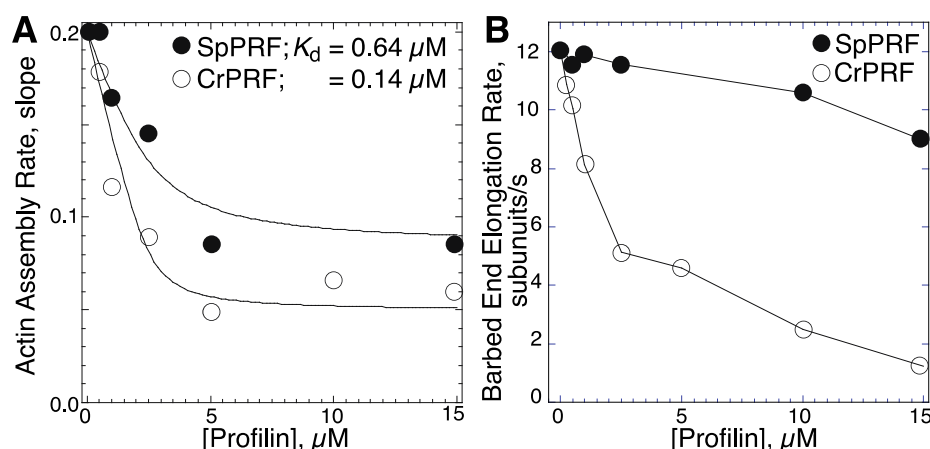 A
Actin Assembly Rate, slope
0.2
0.1
0.0
SpPRF; Kd = 0.64 µM
CrPRF; = 0.14 µM
0 5 10 15
[Profilin], µM
B
Barbed End Elongation Rate,
subunuits/s
12
10
8
6
4
2
0
SpPRF
CrPRF
0 5 10 15
[Profilin], µM